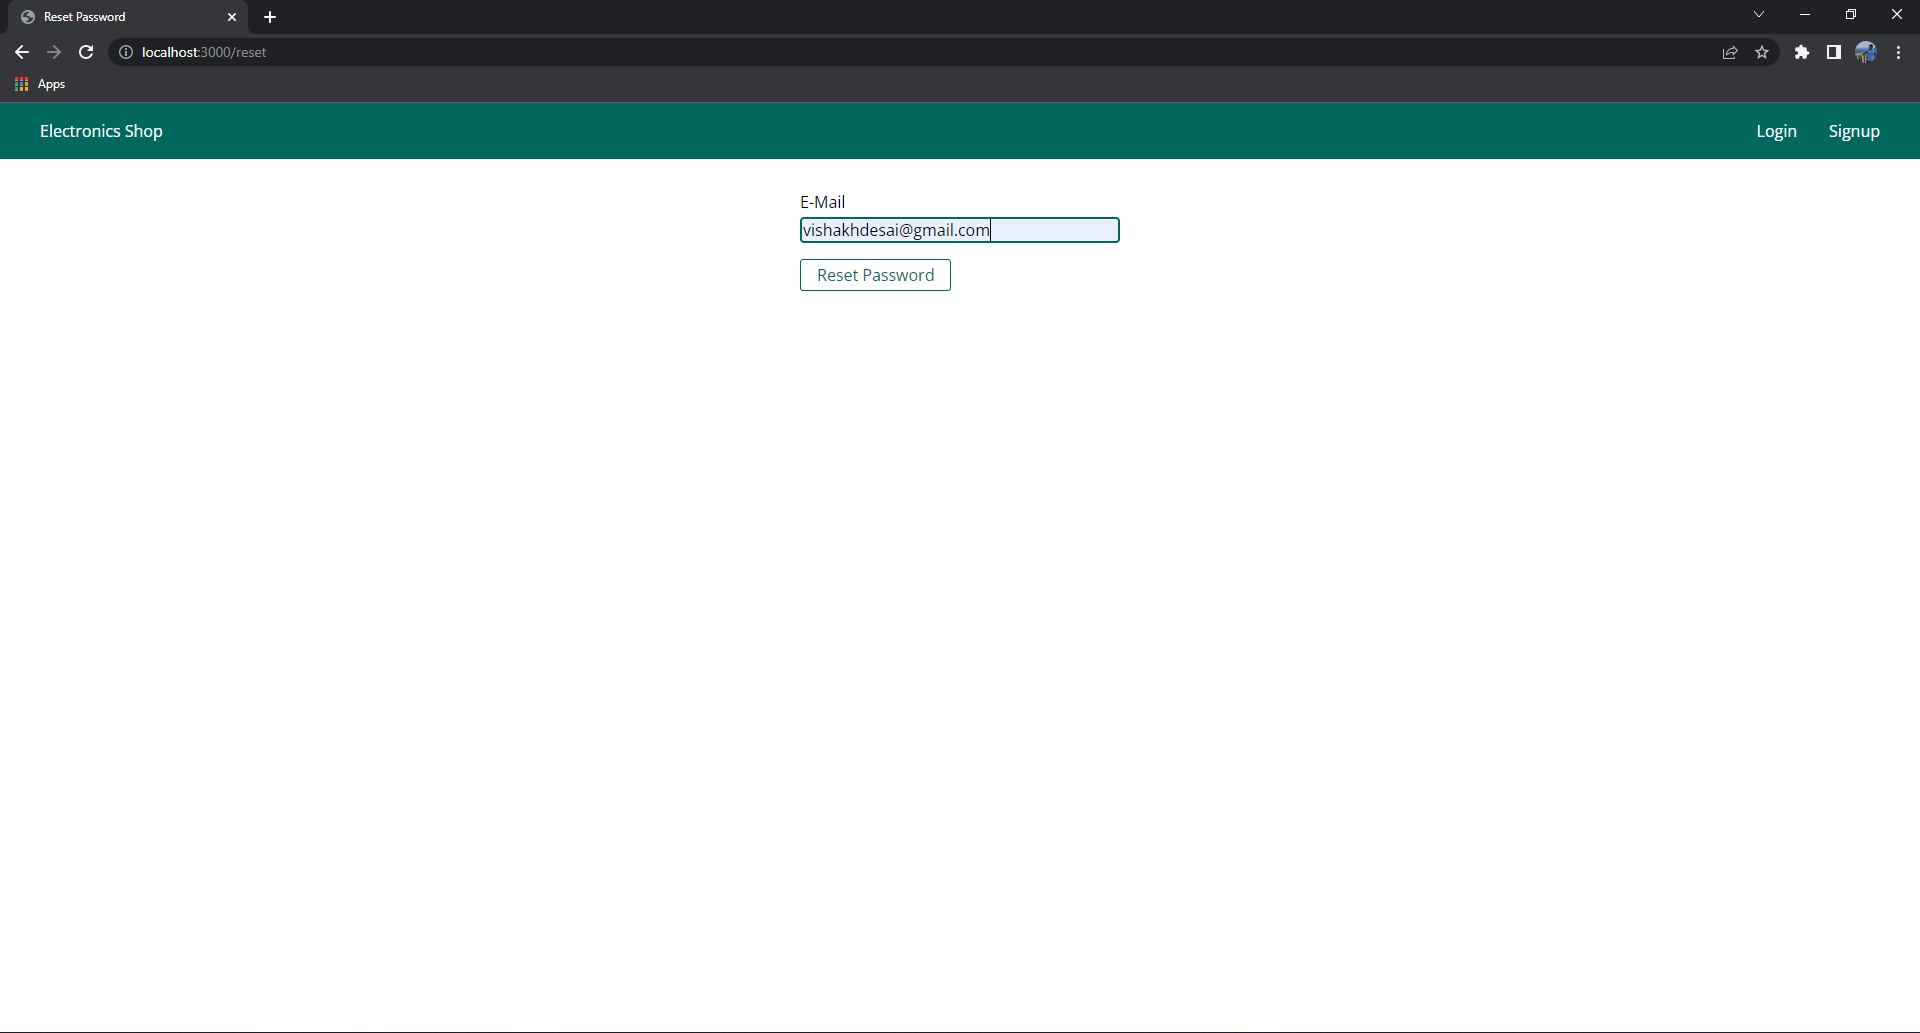 Reset Password
localhost:3000/reset
Apps
Electronics Shop
Login
Signup
E-Mail
vishakhdesai@gmail.com
Reset Password